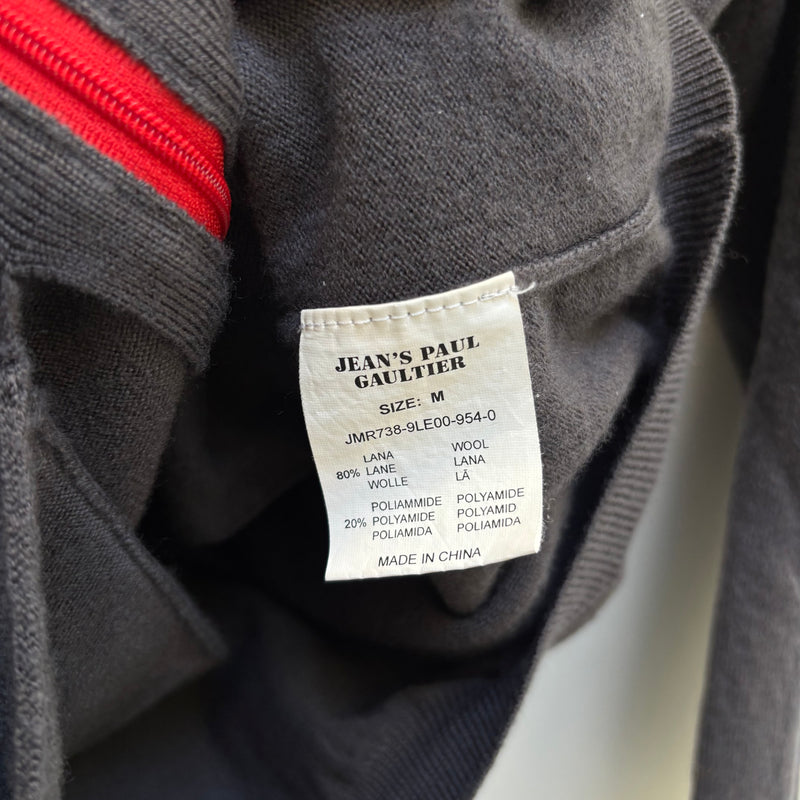 JEAN'S PAUL
GAULTIER
SIZE: M
JMR738-9LE00-954-0
LANA WOOL
80% LANE LANA
WOLLE LÃ
POLIAMMIDE POLYAMIDE
20% POLYAMIDE POLYAMID
POLIAMIDA POLIAMIDA
MADE IN CHINA